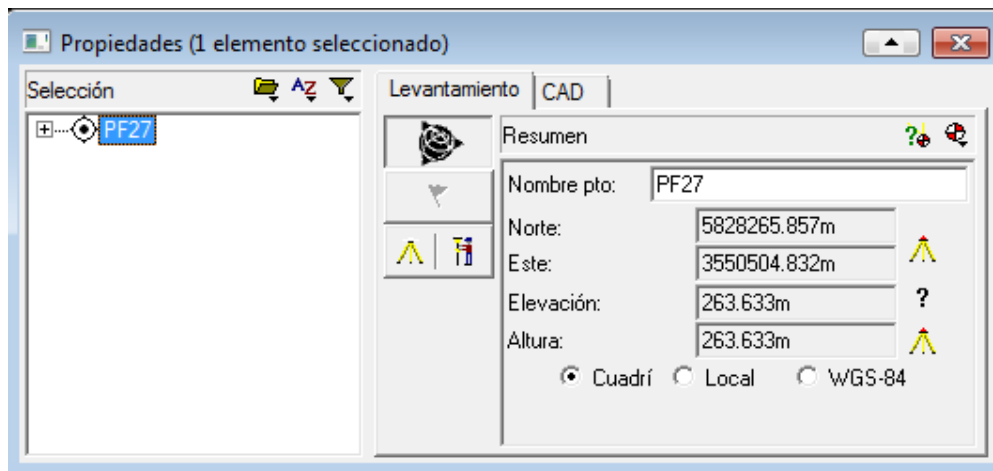 Propiedades (1 elemento seleccionado)
Selección
AZ
PF27
Levantamiento
CAD
Resumen
?
Nombre pto: PF27
Norte: 5828265.857m
Este: 3550504.832m
Elevación: 263.633m ?
Altura: 263.633m
Cuadrí Local WGS-84